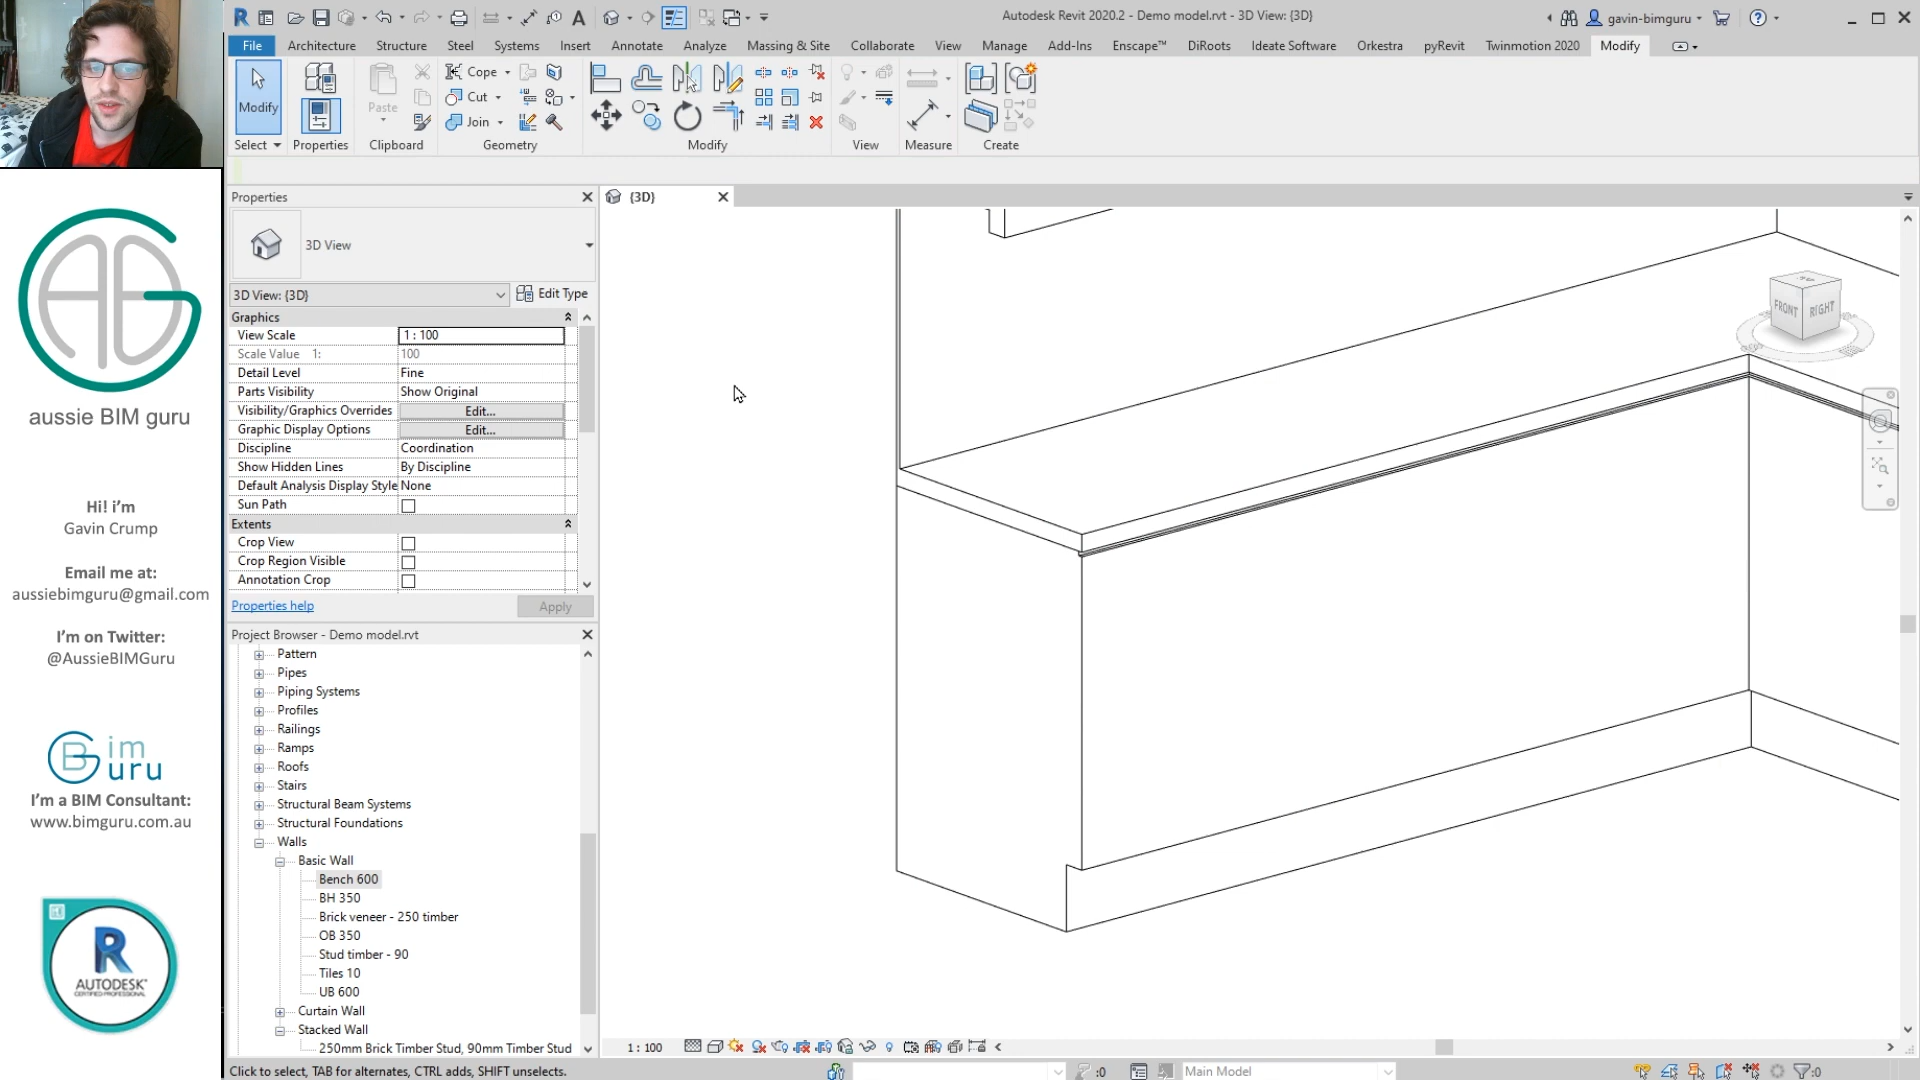 Autodesk Revit 2020.2 - Demo model.rvt - 3D View: {3D}
gavin-bimguru
File Architecture Structure Steel Systems Insert Annotate Analyze Massing & Site Collaborate View Manage Add-Ins Enscape™ DiRoots Ideate Software Orkestra pyRevit Twinmotion 2020 Modify
Modify
Paste
Cope
Cut
Join
Select Properties Clipboard Geometry Modify View Measure Create
Properties
{3D}
3D View
3D View: {3D}
Edit Type
Graphics
View Scale 1 : 100
Scale Value 1: 100
Detail Level Fine
Parts Visibility Show Original
Visibility/Graphics Overrides Edit...
Graphic Display Options Edit...
Discipline Coordination
Show Hidden Lines By Discipline
Default Analysis Display Style None
Sun Path
Extents
Crop View
Crop Region Visible
Annotation Crop
Properties help
Apply
Project Browser - Demo model.rvt
Pattern
Pipes
Piping Systems
Profiles
Railings
Ramps
Roofs
Stairs
Structural Beam Systems
Structural Foundations
Walls
Basic Wall
Bench 600
BH 350
Brick veneer - 250 timber
OB 350
Stud timber - 90
Tiles 10
UB 600
Curtain Wall
Stacked Wall
250mm Brick Timber Stud, 90mm Timber Stud
FRONT
RIGHT
1 : 100
Click to select, TAB for alternates, CTRL adds, SHIFT unselects.
:0
Main Model
:0
aussie BIM guru
Hi! i'm
Gavin Crump
Email me at:
aussiebimguru@gmail.com
I'm on Twitter:
@AussieBIMGuru
BG im
uru
I'm a BIM Consultant:
www.bimguru.com.au
R
AUTODESK
CERTIFIED PROFESSIONAL